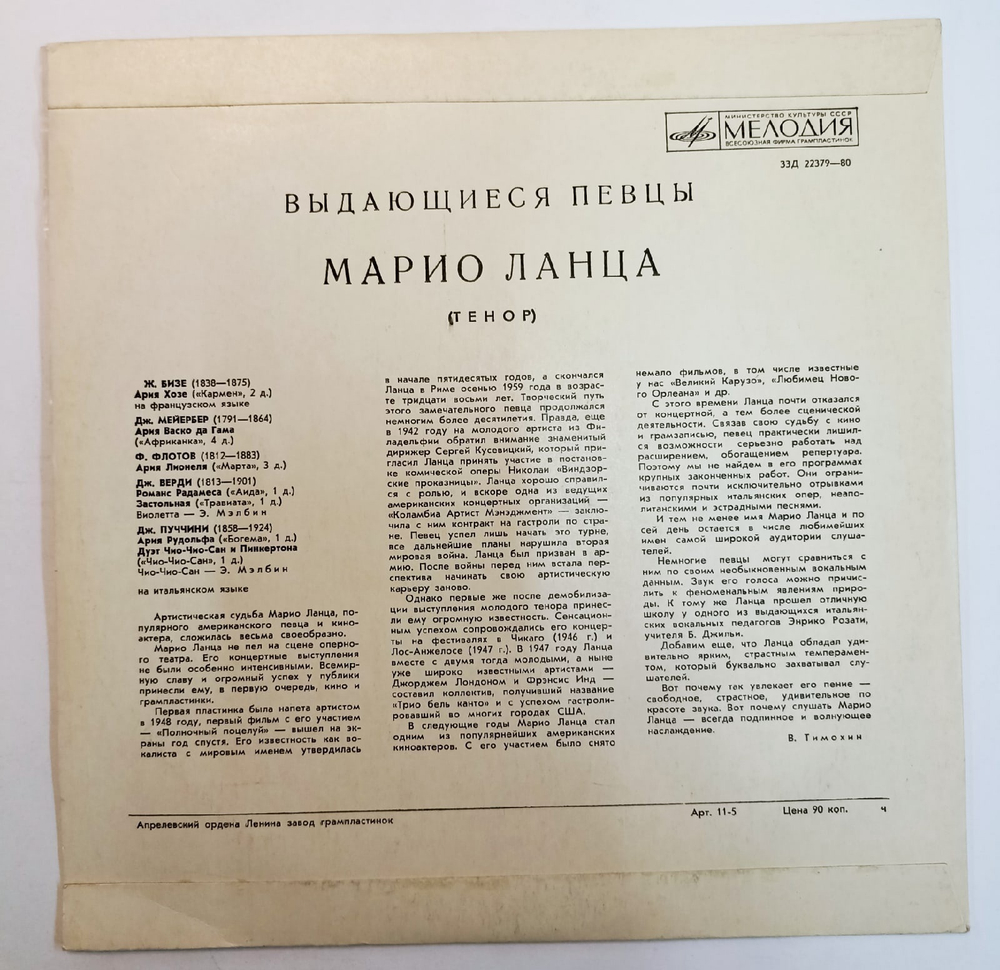 МИНИСТЕРСТВО КУЛЬТУРЫ СССР
МЕЛОДИЯ
ВСЕСОЮЗНАЯ ФИРМА ГРАМПЛАСТИНОК
33Д 22379—80
ВЫДАЮЩИЕСЯ ПЕВЦЫ
МАРИО ЛАНЦА
(ТЕНОР)
Ж. БИЗЕ (1838—1875)
Ария Хозе («Кармен», 2 д.)
на французском языке
Дж. МЕЙЕРБЕР (1791—1864)
Ария Васко да Гама
(«Африканка», 4 д.)
Ф. ФЛОТОВ (1812—1883)
Ария Лионеля («Марта», 3 д.)
Дж. ВЕРДИ (1813—1901)
Романс Радамеса («Аида», 1 д.)
Застольная («Травиата», 1 д.)
Виолетта — Э. Мэлбин
Дж. ПУЧЧИНИ (1858—1924)
Ария Рудольфа («Богема», 1 д.)
Дуэт Чио-Чио-Сан и Пинкертона
(«Чио-Чио-Сан», 1 д.)
Чио-Чио-Сан — Э. Мэлбин
на итальянском языке
Артистическая судьба Марио Ланца, по-
пулярного американского певца и кино-
актера, сложилась весьма своеобразно.
Марио Ланца не пел на сцене оперно-
го театра. Его концертные выступления
не были особенно интенсивными. Всемир-
ную славу и огромный успех у публики
принесли ему, в первую очередь, кино и
грампластинки.
Первая пластинка была напета артистом
в 1948 году, первый фильм с его участием
— «Полночный поцелуй» — вышел на эк-
раны год спустя. Его известность как во-
калиста с мировым именем утвердилась
в начале пятидесятых годов, а скончался
Ланца в Риме осенью 1959 года в возрас-
те тридцати восьми лет. Творческий путь
этого замечательного певца продолжался
немногим более десятилетия. Правда, еще
в 1942 году на молодого артиста из Фи-
ладельфии обратил внимание знаменитый
дирижер Сергей Кусовицкий, который при-
гласил Ланца принять участие в постанов-
ке комической оперы Николаи «Виндзор-
ские проказницы». Ланца хорошо справил-
ся с ролью, и вскоре одна из ведущих
американских концертных организаций —
«Коламбиа Артист Мэнэджмент» — заклю-
чила с ним контракт на гастроли по стра-
не. Певец успел лишь начать это турне,
все дальнейшие планы нарушила вторая
мировая война. Ланца был призван в ар-
мию. После войны перед ним встала пер-
спектива начинать свою артистическую
карьеру заново.
Однако первые же после демобилиза-
ции выступления молодого тенора принес-
ли ему огромную известность. Сенсацион-
ным успехом сопровождались его концер-
ты на фестивалях в Чикаго (1946 г.) и
Лос-Анжелосе (1947 г.). В 1947 году Ланца
вместе с двумя тогда молодыми, а ныне
уже широко известными артистами —
Джорджем Лондоном и Фрэнсис Инд —
составил коллектив, получивший название
«Трио бель канто» и с успехом гастроли-
ровавший во многих городах США.
В следующие годы Марио Ланца стал
одним из популярнейших американских
киноактеров. С его участием было снято
немало фильмов, в том числе известные
у нас «Великий Карузо», «Любимец Ново-
го Орлеана» и др.
С этого времени Ланца почти отказался
от концертной, а тем более сценической
деятельности. Связав свою судьбу с кино
и грамзаписью, певец практически лишил-
ся возможности серьезно работать над
расширением, обогащением репертуара.
Поэтому мы не найдем в его программах
крупных законченных работ. Они ограни-
чиваются почти исключительно отрывками
из популярных итальянских опер, неапо-
литанскими и эстрадными песнями.
И тем не менее имя Марио Ланца и по
сей день остается в числе любимейших
имен самой широкой аудитории слуша-
телей.
Немногие певцы могут сравниться с
ним по своим необыкновенным вокальным
данным. Звук его голоса можно причис-
лить к феноменальным явлениям приро-
ды. К тому же Ланца прошел отличную
школу у одного из выдающихся итальян-
ских вокальных педагогов Энрико Розати,
учителя Б. Джильи.
Добавим еще, что Ланца обладал уди-
вительно ярким, страстным темперамен-
том, который буквально захватывал слу-
шателей.
Вот почему так увлекает его пение —
свободное, страстное, удивительное по
красоте звука. Вот почему слушать Марио
Ланца — всегда подлинное и волнующее
наслаждение.
В. Тимохин
Апрелевский ордена Ленина завод грампластинок
Арт. 11-5 Цена 90 коп. ч